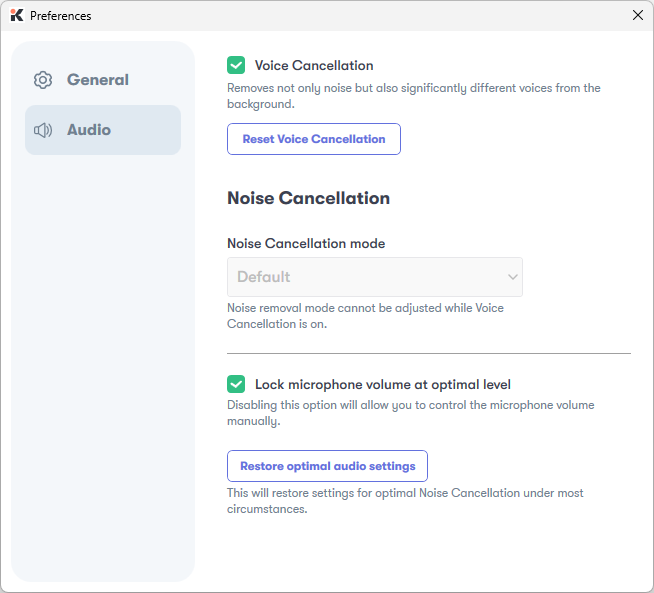 Preferences
General
Audio
Voice Cancellation
Removes not only noise but also significantly different voices from the
background.
Reset Voice Cancellation
Noise Cancellation
Noise Cancellation mode
Default
Noise removal mode cannot be adjusted while Voice
Cancellation is on.
Lock microphone volume at optimal level
Disabling this option will allow you to control the microphone volume
manually.
Restore optimal audio settings
This will restore settings for optimal Noise Cancellation under most
circumstances.